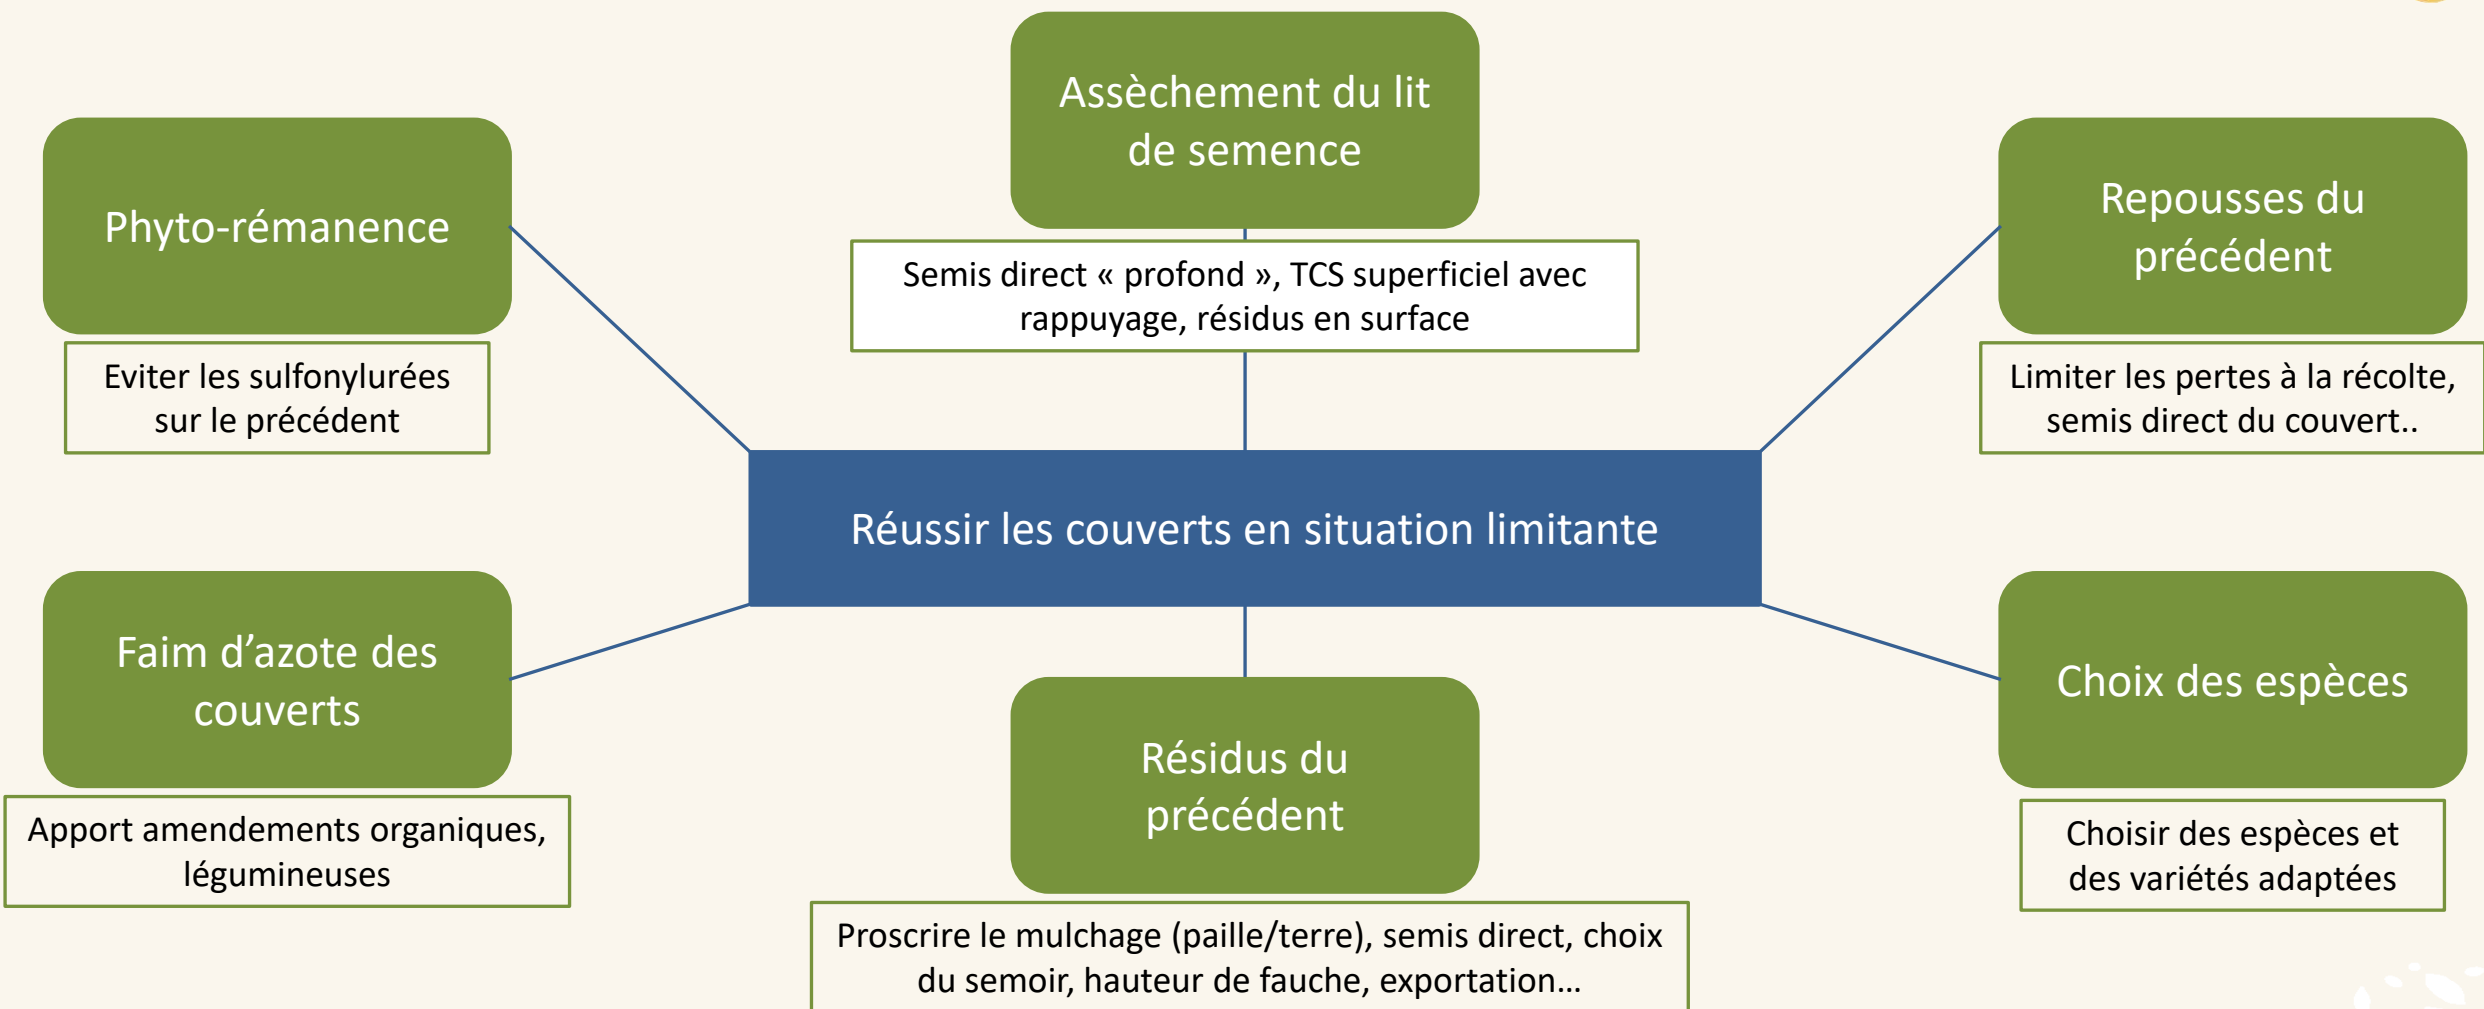 Assèchement du lit
de semence
Semis direct « profond », TCS superficiel avec
rappuyage, résidus en surface
Phyto-rémanence
Eviter les sulfonylurées
sur le précédent
Repousses du
précédent
Limiter les pertes à la récolte,
semis direct du couvert..
Réussir les couverts en situation limitante
Faim d’azote des
couverts
Apport amendements organiques,
légumineuses
Résidus du
précédent
Proscrire le mulchage (paille/terre), semis direct, choix
du semoir, hauteur de fauche, exportation…
Choix des espèces
Choisir des espèces et
des variétés adaptées